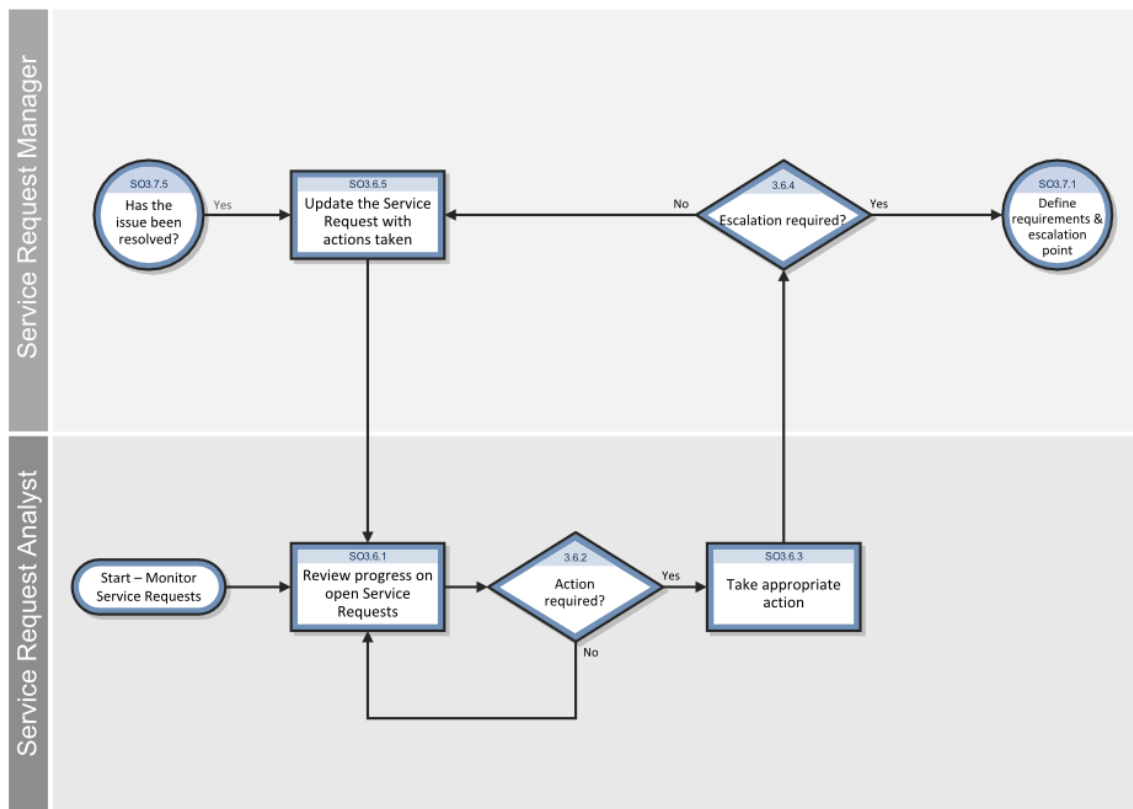 Service Request Manager
SO3.7.5
Has the
issue been
resolved?
Yes
SO3.6.5
Update the Service
Request with
actions taken
No
3.6.4
Escalation required?
Yes
SO3.7.1
Define
requirements &
escalation
point
Service Request Analyst
Start – Monitor
Service Requests
SO3.6.1
Review progress on
open Service
Requests
3.6.2
Action
required?
Yes
No
SO3.6.3
Take appropriate
action